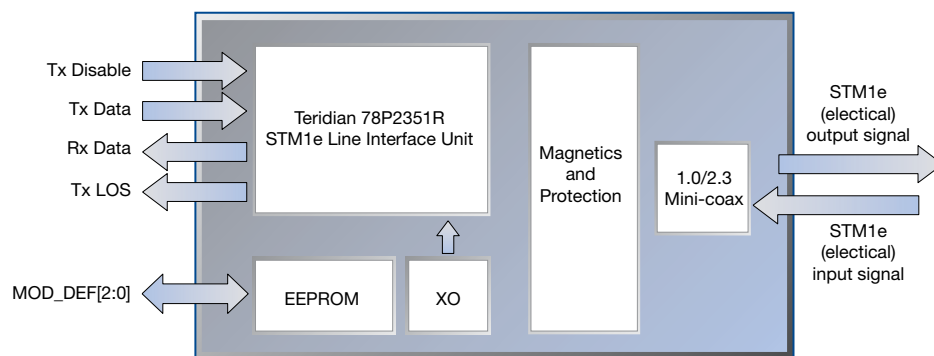 Tx Disable
Tx Data
Rx Data
Tx LOS
MOD_DEF[2:0]
Teridian 78P2351R
STM1e Line Interface Unit
EEPROM
XO
Magnetics
and
Protection
1.0/2.3
Mini-coax
STM1e
(electical)
output signal
STM1e
(electical)
input signal